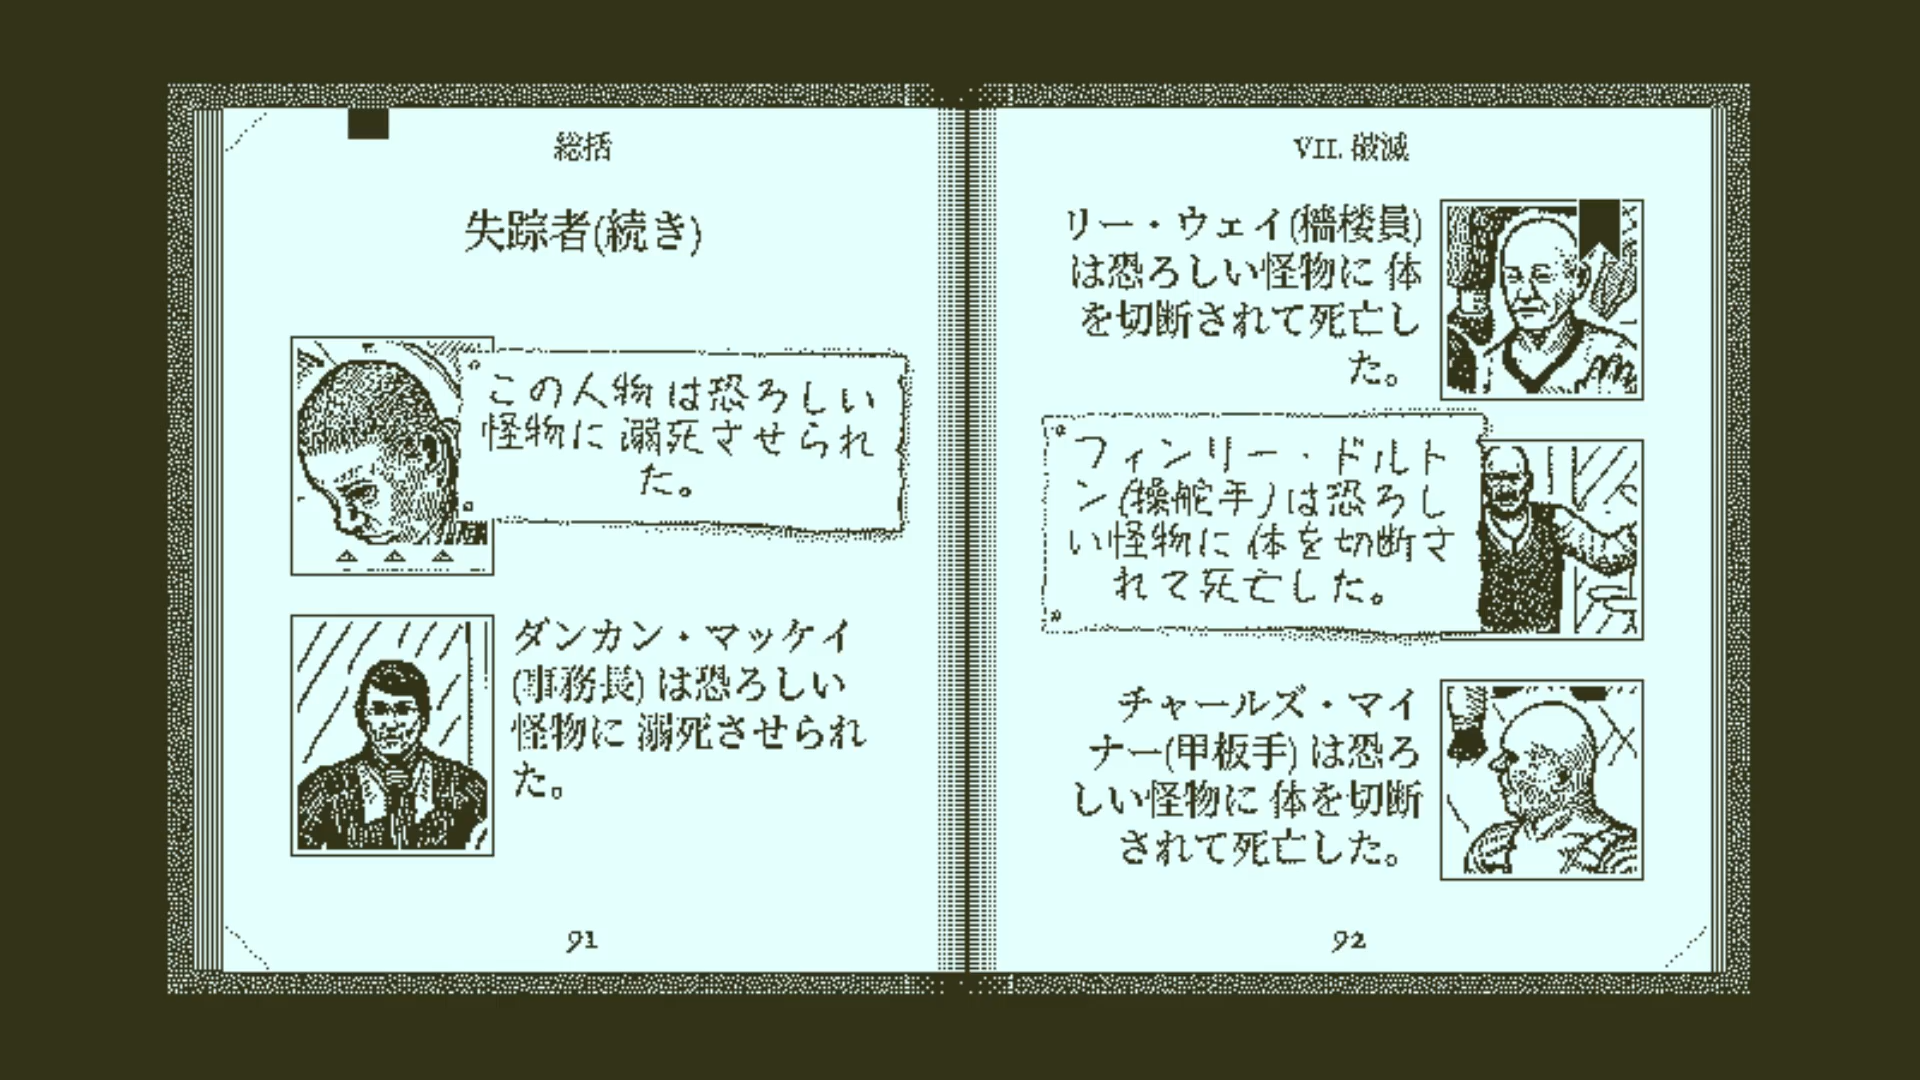 総括
失踪者(続き)
この人物は恐ろしい
怪物に 溺死させられ
た。
ダンカン・マッケイ
(事務長) は恐ろしい
怪物に 溺死させられ
た。
91
VII. 破滅
リー・ウェイ(檣楼員)
は恐ろしい怪物に 体
を切断されて死亡し
た。
フィンリー・ドルト
ン(操舵手)は恐ろし
い怪物に 体を切断さ
れて死亡した。
チャールズ・マイ
ナー(甲板手) は恐ろ
しい怪物に 体を切断
されて死亡した。
92